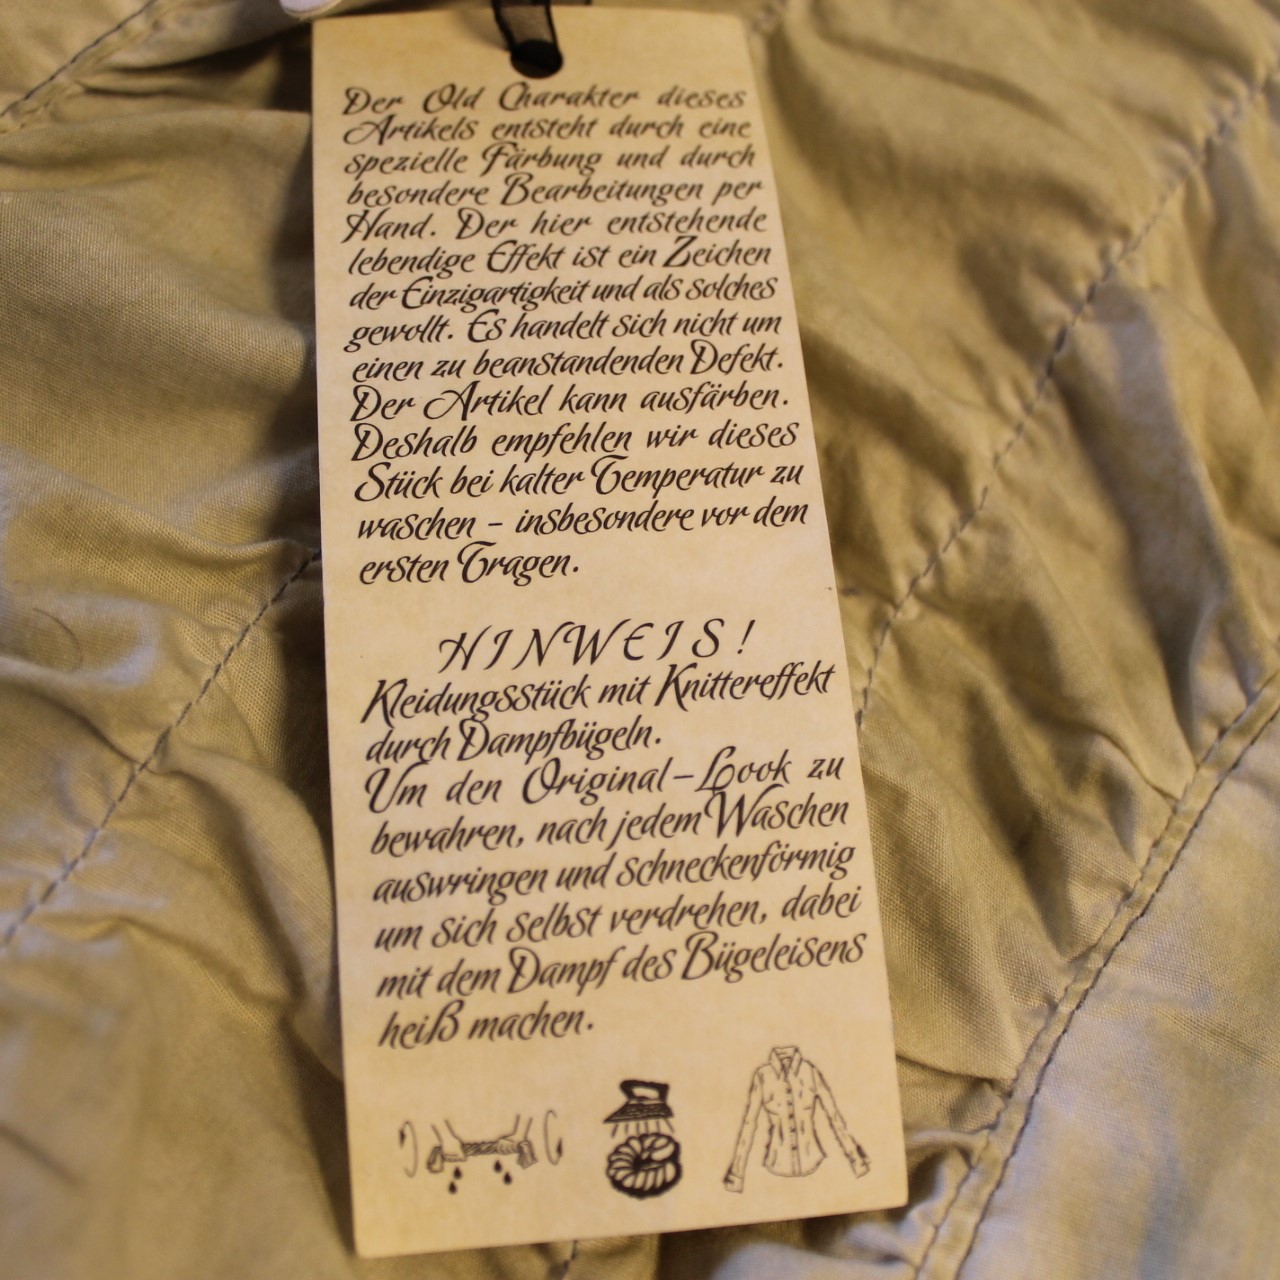 Der Old Charakter dieses
Artikels entsteht durch eine
spezielle Färbung und durch
besondere Bearbeitungen per
Hand. Der hier entstehende
lebendige Effekt ist ein Zeichen
der Einzigartigkeit und als solches
gewollt. Es handelt sich nicht um
einen zu beanstandenden Defekt.
Der Artikel kann ausfärben.
Deshalb empfehlen wir dieses
Stück bei kalter Temperatur zu
waschen - insbesondere vor dem
ersten Tragen.
HINWEIS!
Kleidungsstück mit Knittereffekt
durch Dampfbügeln.
Um den Original-Look zu
bewahren, nach jedem Waschen
auswringen und schneckenförmig
um sich selbst verdrehen, dabei
mit dem Dampf des Bügeleisens
heiß machen.